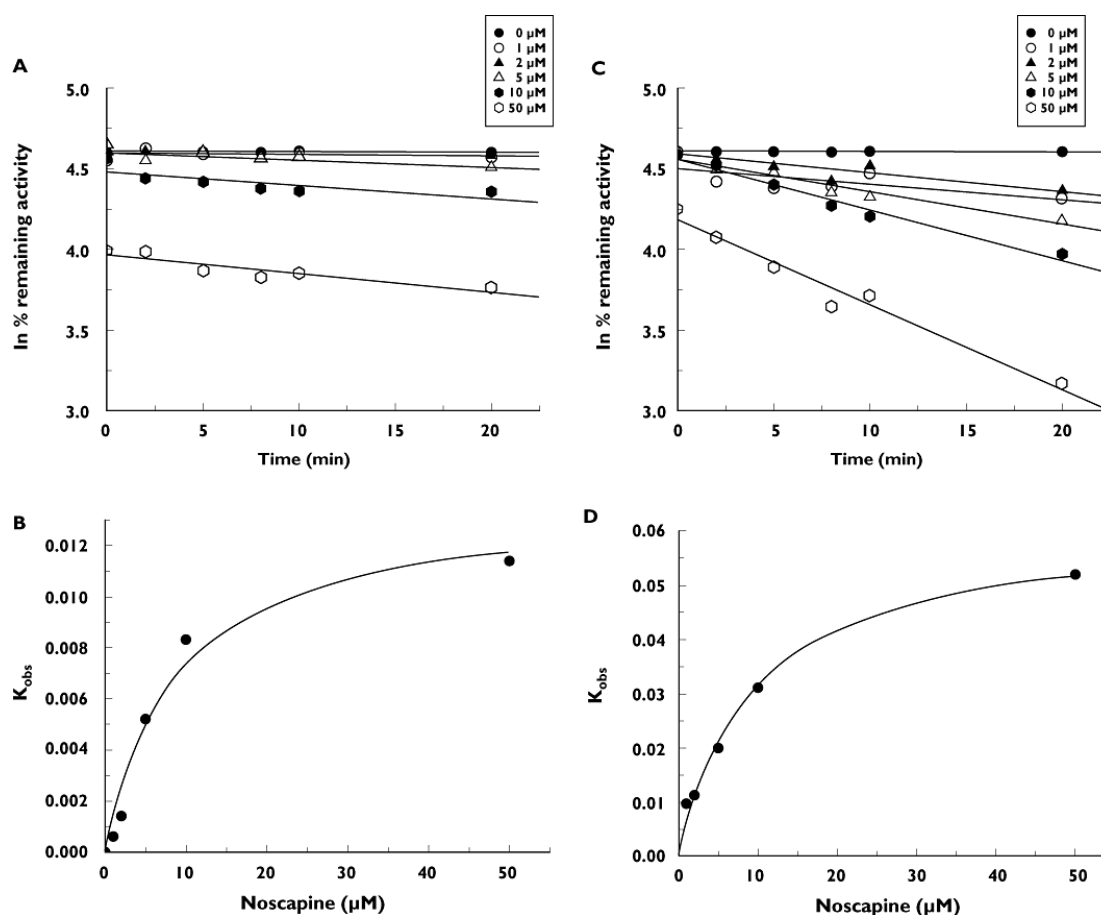 0 µM
1 µM
2 µM
5 µM
10 µM
50 µM
A
5.0
4.5
4.0
3.5
3.0
ln % remaining activity
0
5
10
15
20
Time (min)
0 µM
1 µM
2 µM
5 µM
10 µM
50 µM
C
5.0
4.5
4.0
3.5
3.0
ln % remaining activity
0
5
10
15
20
Time (min)
B
0.012
0.010
0.008
0.006
0.004
0.002
0.000
Kobs
0
10
20
30
40
50
Noscapine (µM)
D
0.06
0.05
0.04
0.03
0.02
0.01
0.00
Kobs
0
10
20
30
40
50
Noscapine (µM)